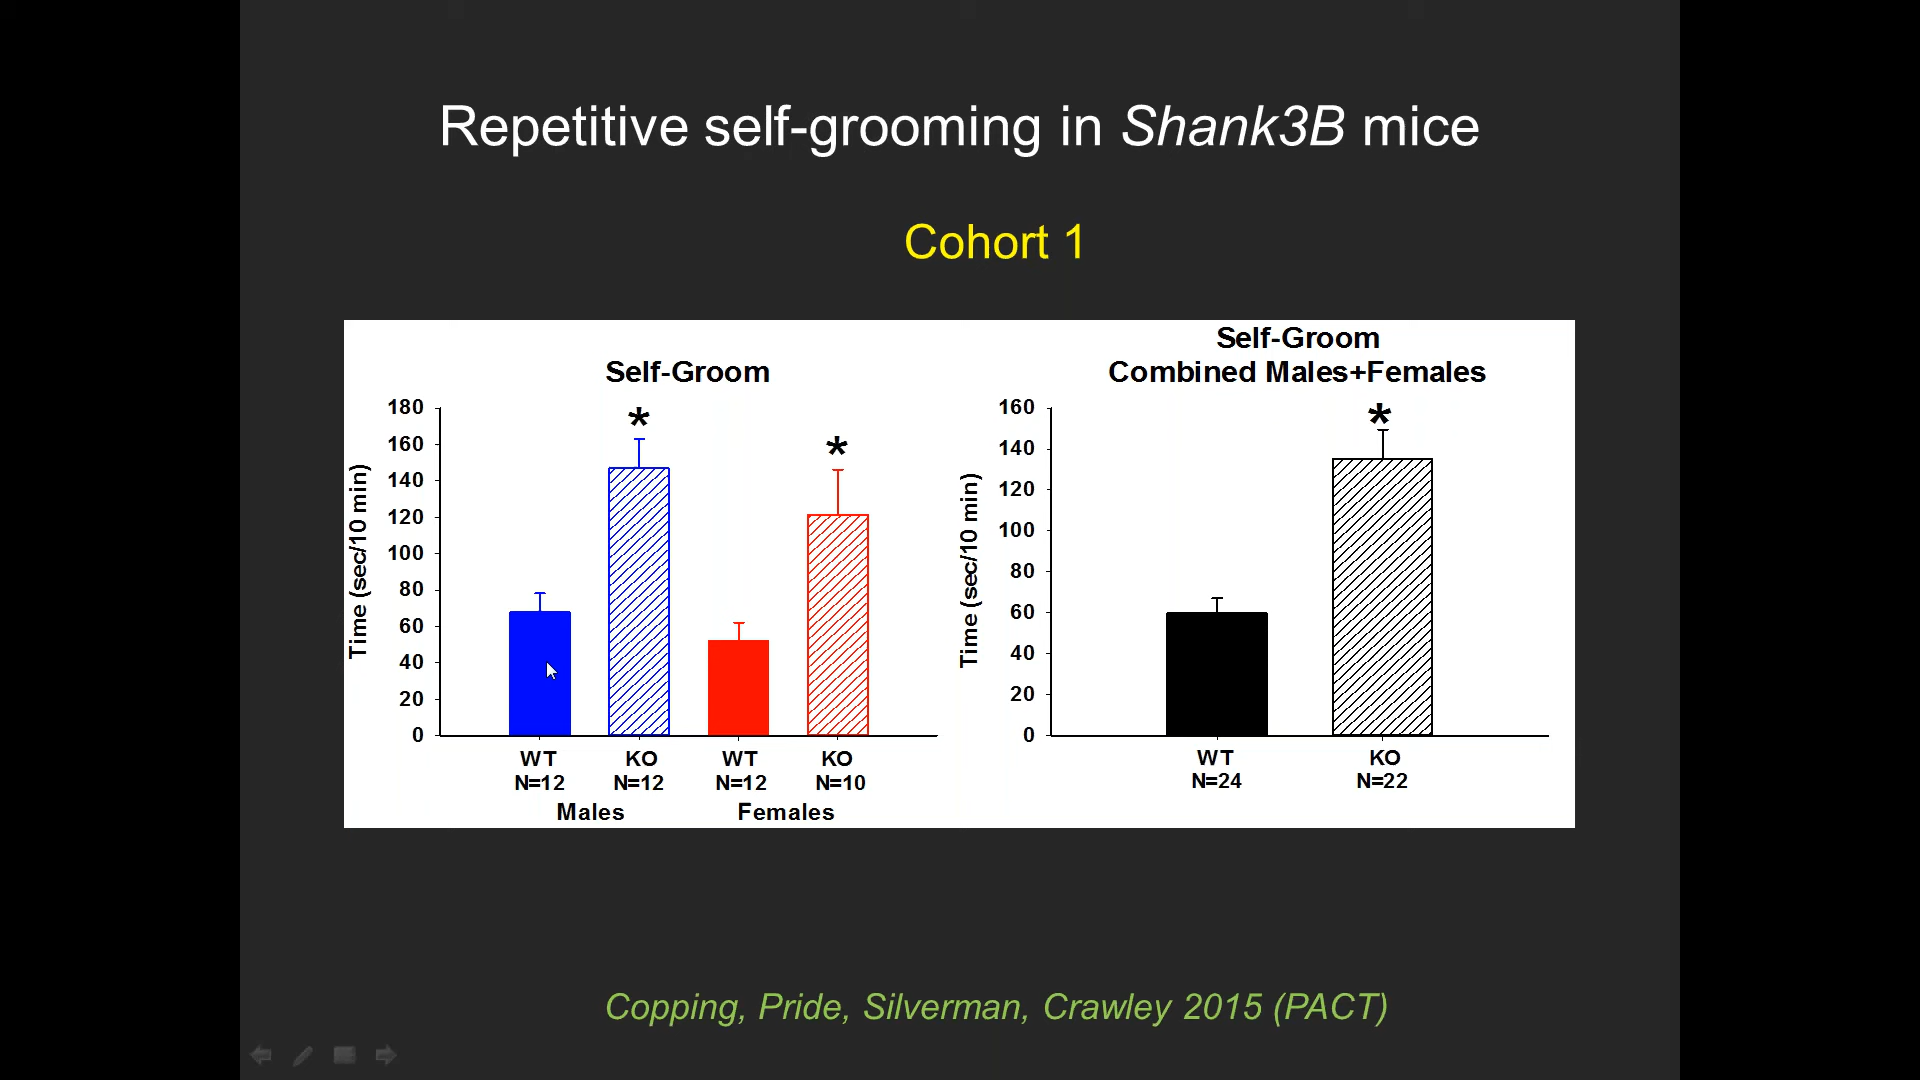 Repetitive self-grooming in Shank3B mice
Cohort 1
Self-Groom
180
160
140
120
100
80
60
40
20
0
Time (sec/10 min)
*
*
WT KO WT KO
N=12 N=12 N=12 N=10
Males Females
Self-Groom
Combined Males+Females
160
140
120
100
80
60
40
20
0
Time (sec/10 min)
*
WT KO
N=24 N=22
Copping, Pride, Silverman, Crawley 2015 (PACT)